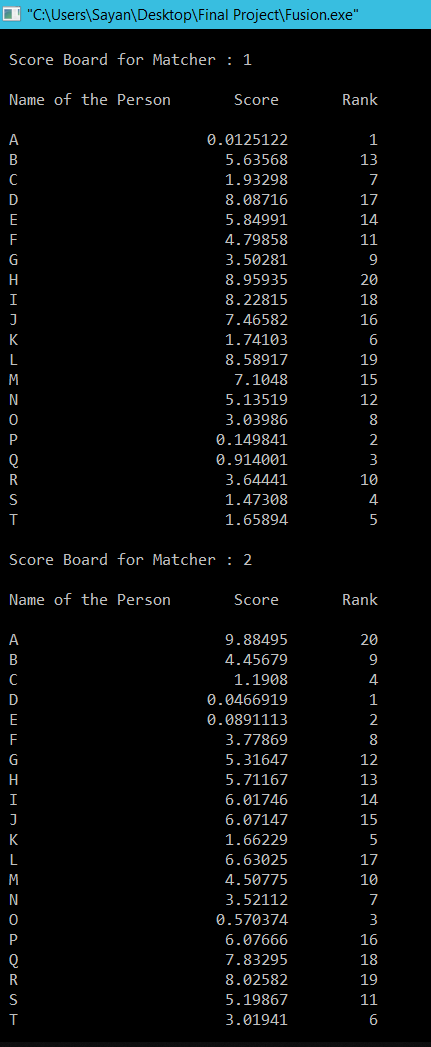 "C:\Users\Sayan\Desktop\Final Project\Fusion.exe"
Score Board for Matcher : 1
Name of the Person Score Rank
A 0.0125122 1
B 5.63568 13
C 1.93298 7
D 8.08716 17
E 5.84991 14
F 4.79858 11
G 3.50281 9
H 8.95935 20
I 8.22815 18
J 7.46582 16
K 1.74103 6
L 8.58917 19
M 7.1048 15
N 5.13519 12
O 3.03986 8
P 0.149841 2
Q 0.914001 3
R 3.64441 10
S 1.47308 4
T 1.65894 5
Score Board for Matcher : 2
Name of the Person Score Rank
A 9.88495 20
B 4.45679 9
C 1.1908 4
D 0.0466919 1
E 0.0891113 2
F 3.77869 8
G 5.31647 12
H 5.71167 13
I 6.01746 14
J 6.07147 15
K 1.66229 5
L 6.63025 17
M 4.50775 10
N 3.52112 7
O 0.570374 3
P 6.07666 16
Q 7.83295 18
R 8.02582 19
S 5.19867 11
T 3.01941 6